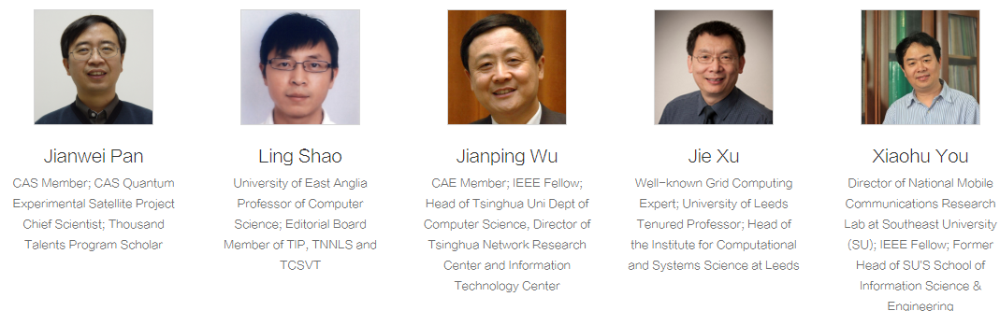 Jianwei Pan
CAS Member; CAS Quantum
Experimental Satellite Project
Chief Scientist; Thousand
Talents Program Scholar
Ling Shao
University of East Anglia
Professor of Computer
Science; Editorial Board
Member of TIP, TNNLS and
TCSVT
Jianping Wu
CAE Member; IEEE Fellow;
Head of Tsinghua Uni Dept of
Computer Science, Director of
Tsinghua Network Research
Center and Information
Technology Center
Jie Xu
Well-known Grid Computing
Expert; University of Leeds
Tenured Professor; Head of
the Institute for Computational
and Systems Science at Leeds
Xiaohu You
Director of National Mobile
Communications Research
Lab at Southeast University
(SU); IEEE Fellow; Former
Head of SU'S School of
Information Science &
Engineering